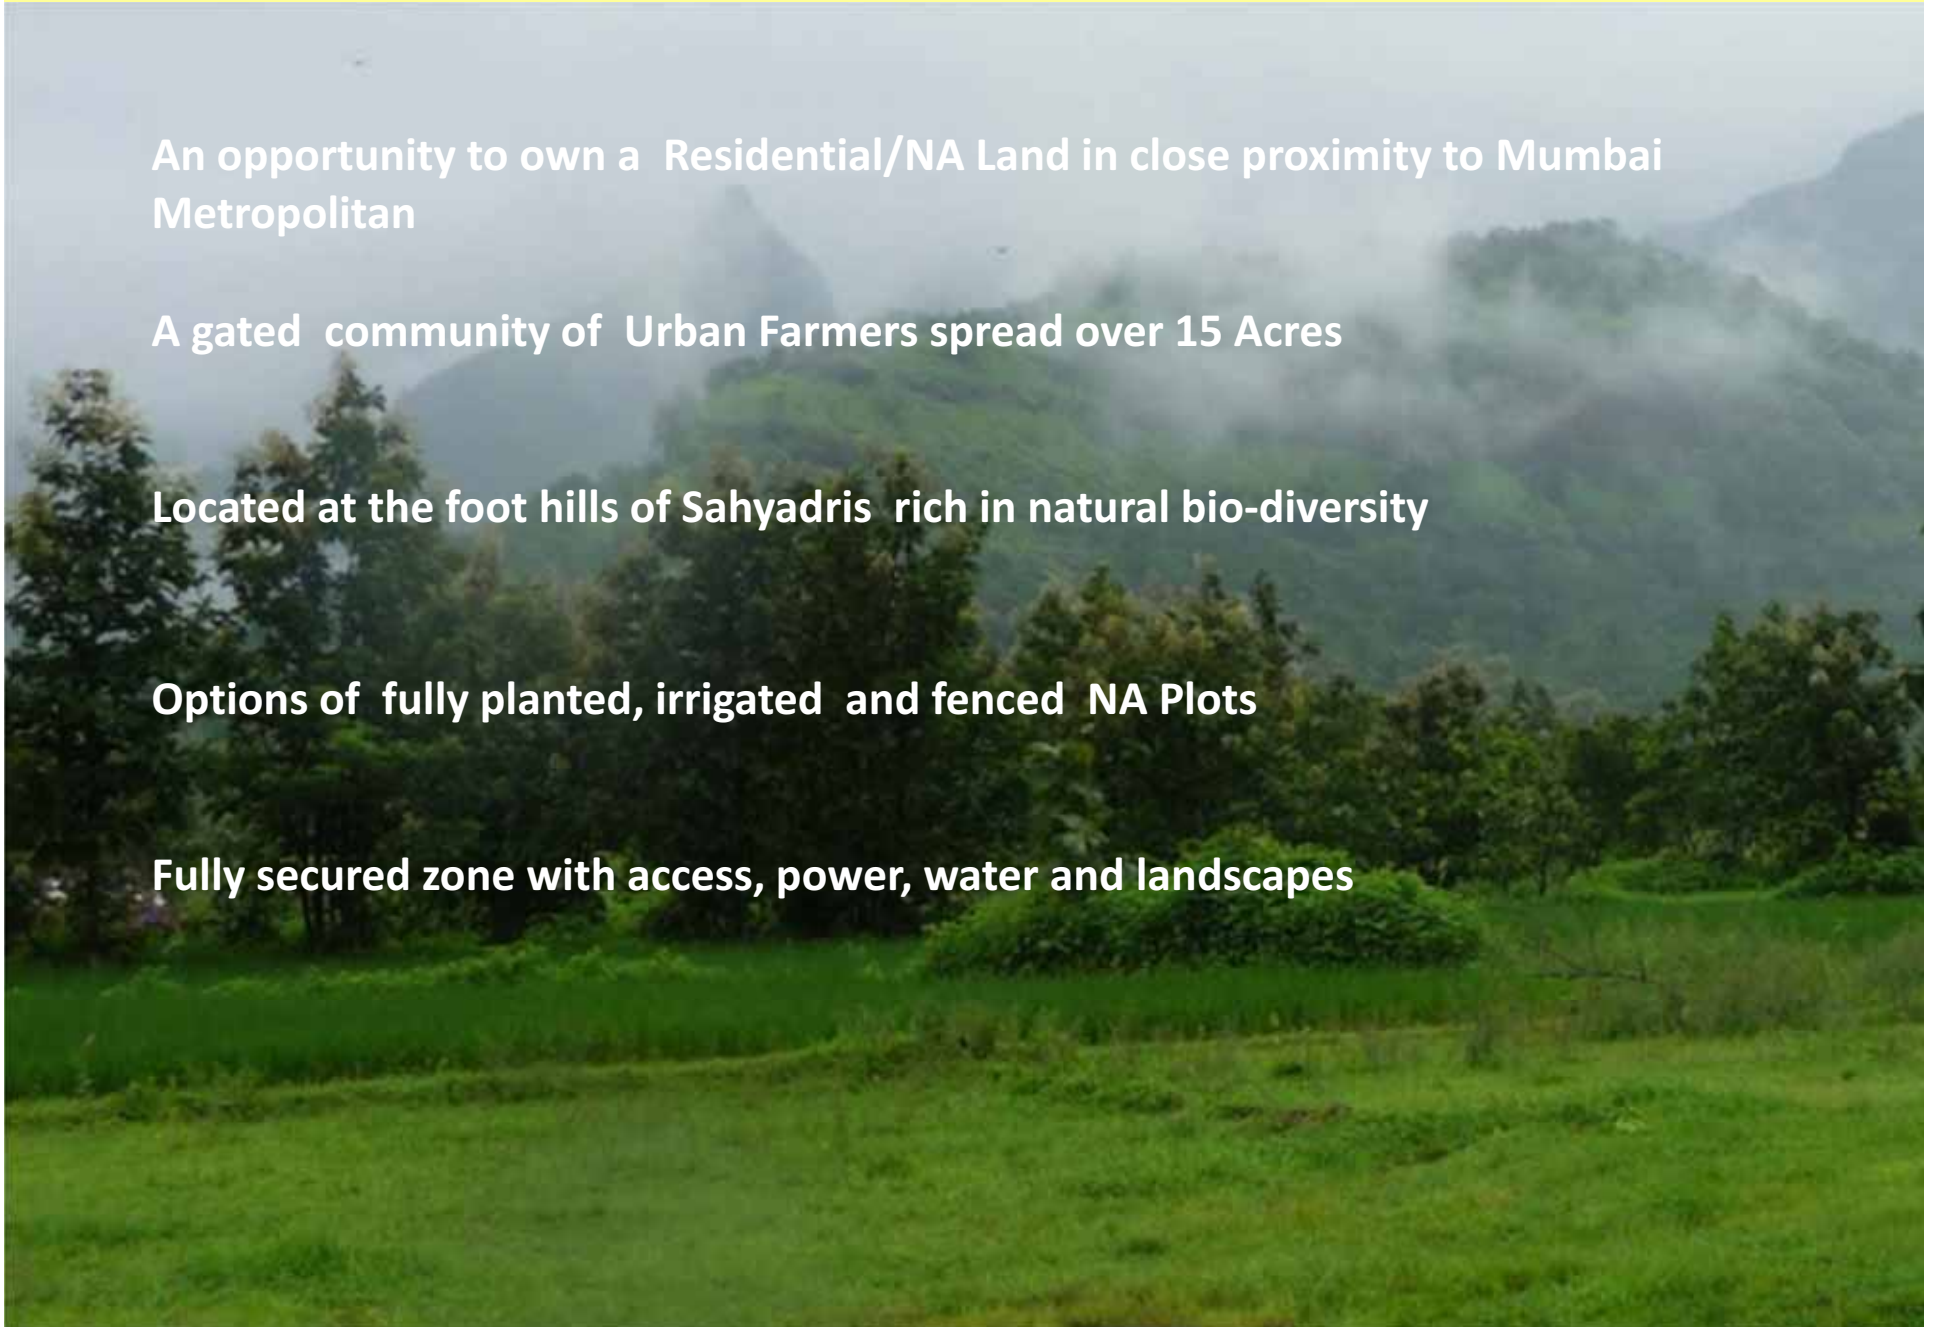 An opportunity to own a Residential/NA Land in close proximity to Mumbai
Metropolitan
A gated community of Urban Farmers spread over 15 Acres
Located at the foot hills of Sahyadris rich in natural bio-diversity
Options of fully planted, irrigated and fenced NA Plots
Fully secured zone with access, power, water and landscapes